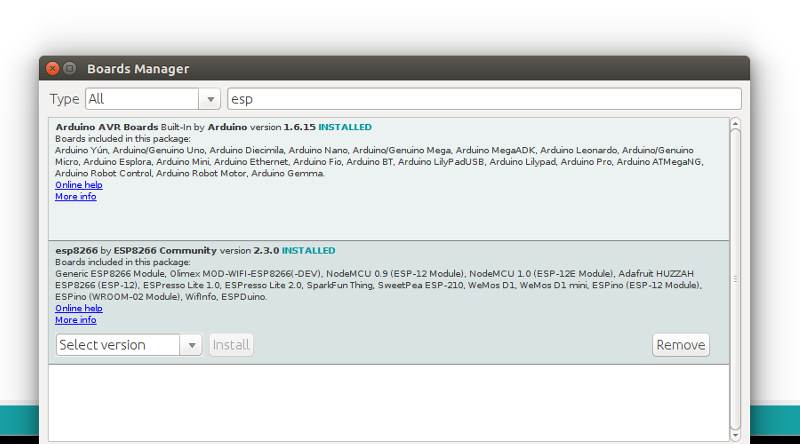 Boards Manager
Type All esp
Arduino AVR Boards Built-In by Arduino version 1.6.15 INSTALLED
Boards included in this package:
Arduino Yún, Arduino/Genuino Uno, Arduino Diecimila, Arduino Nano, Arduino/Genuino Mega, Arduino MegaADK, Arduino Leonardo, Arduino/Genuino
Micro, Arduino Esplora, Arduino Mini, Arduino Ethernet, Arduino Fio, Arduino BT, Arduino LilyPadUSB, Arduino Lilypad, Arduino Pro, Arduino ATMegaNG,
Arduino Robot Control, Arduino Robot Motor, Arduino Gemma.
Online help
More info
esp8266 by ESP8266 Community version 2.3.0 INSTALLED
Boards included in this package:
Generic ESP8266 Module, Olimex MOD-WIFI-ESP8266(-DEV), NodeMCU 0.9 (ESP-12 Module), NodeMCU 1.0 (ESP-12E Module), Adafruit HUZZAH
ESP8266 (ESP-12), ESPresso Lite 1.0, ESPresso Lite 2.0, SparkFun Thing, SweetPea ESP-210, WeMos D1, WeMos D1 mini, ESPino (ESP-12 Module),
ESPino (WROOM-02 Module), WifInfo, ESPDuino.
Online help
More info
Select version Install Remove